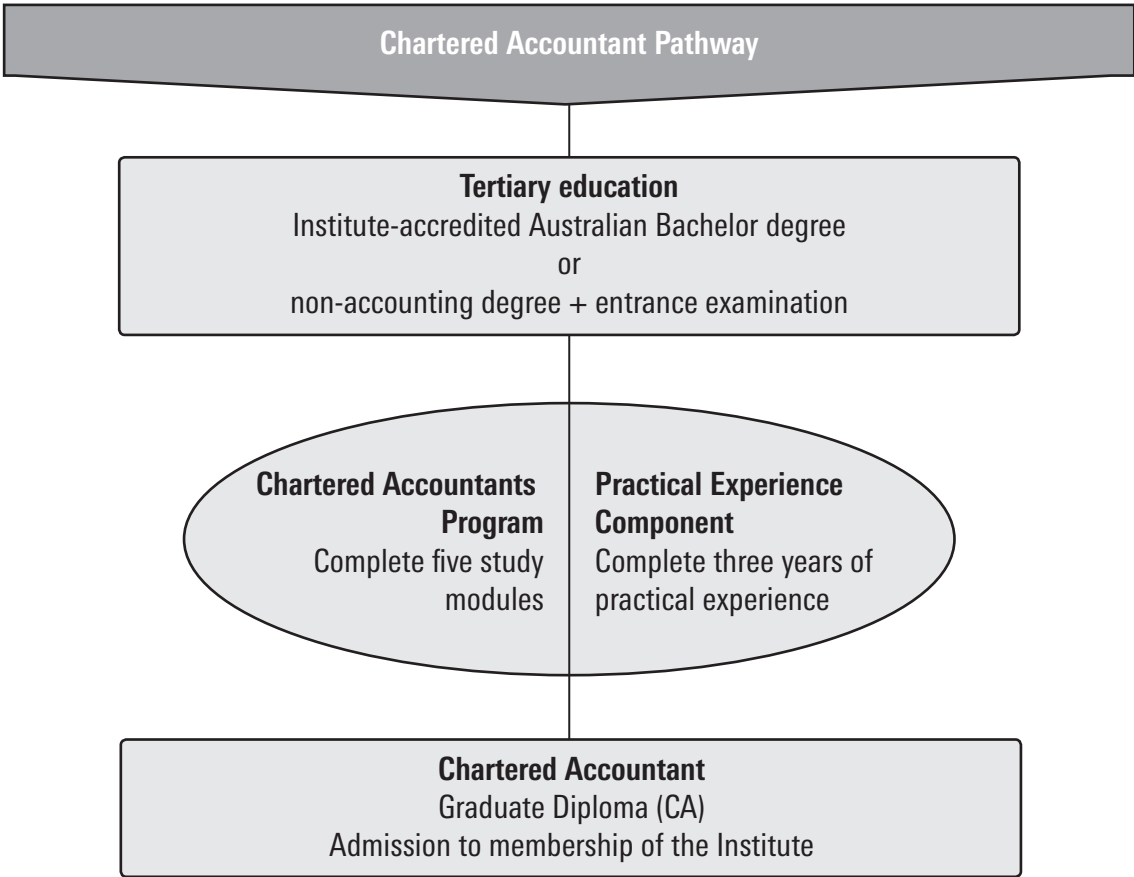 Chartered Accountant Pathway
Tertiary education
Institute-accredited Australian Bachelor degree
or
non-accounting degree + entrance examination
Chartered Accountants
Program
Complete five study
modules
Practical Experience
Component
Complete three years of
practical experience
Chartered Accountant
Graduate Diploma (CA)
Admission to membership of the Institute